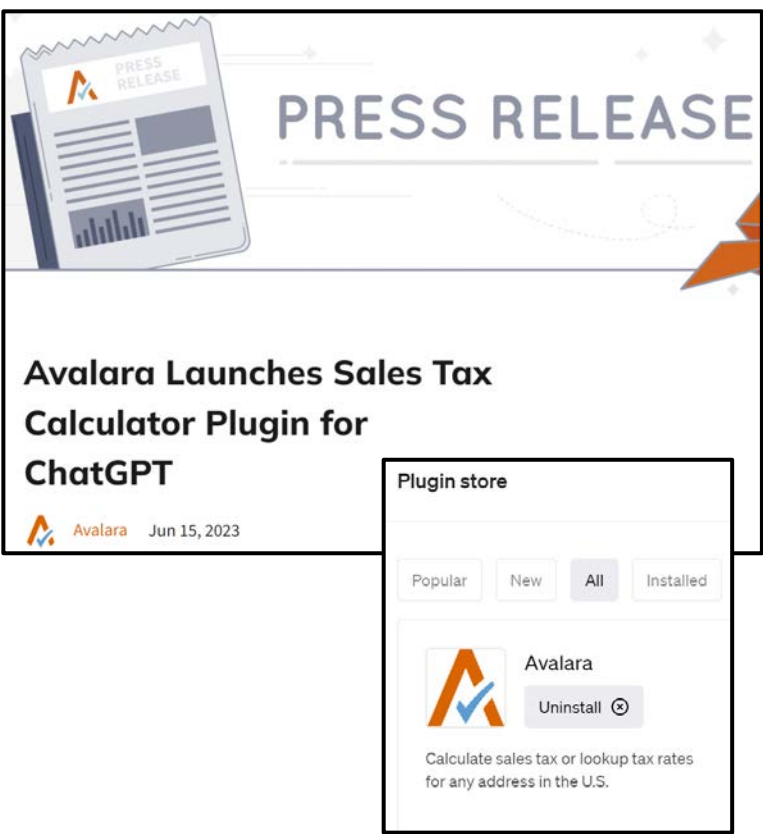 PRESS
RELEASE
PRESS RELEASE
Avalara Launches Sales Tax
Calculator Plugin for
ChatGPT
Avalara Jun 15, 2023
Plugin store
Popular New All Installed
Avalara
Uninstall
Calculate sales tax or lookup tax rates
for any address in the U.S.